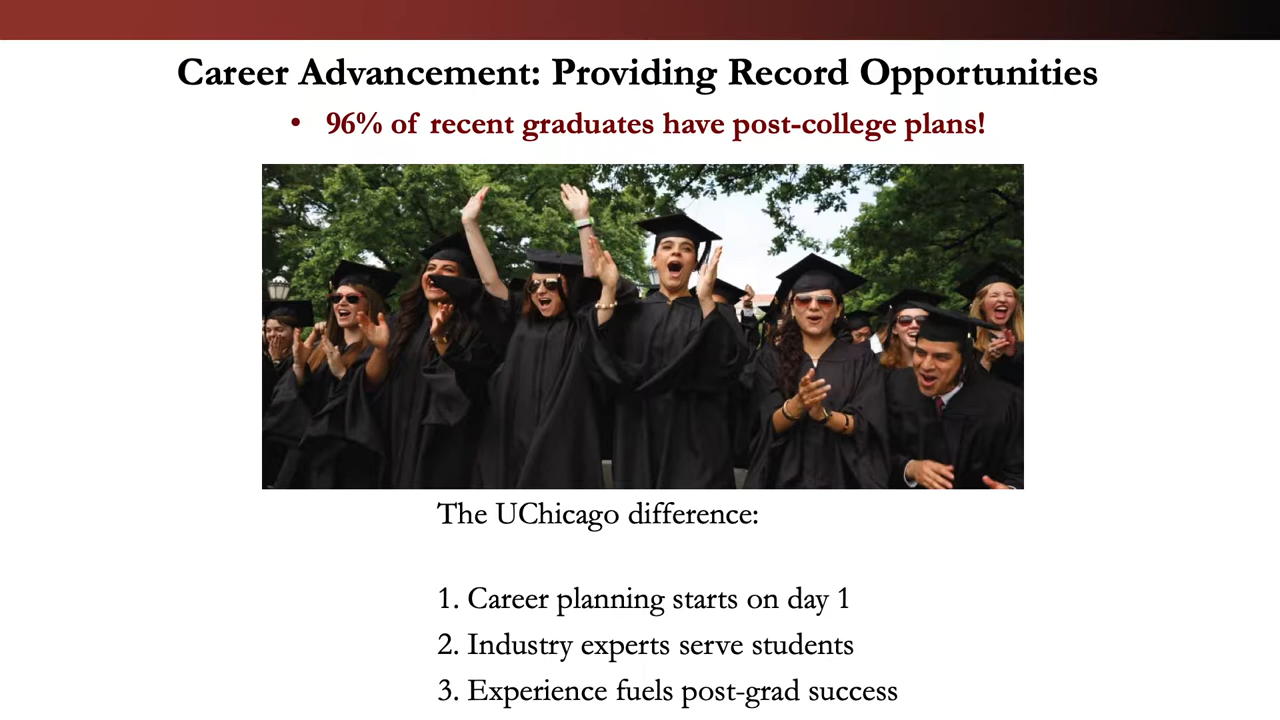 Career Advancement: Providing Record Opportunities
• 96% of recent graduates have post-college plans!
The UChicago difference:
1. Career planning starts on day 1
2. Industry experts serve students
3. Experience fuels post-grad success